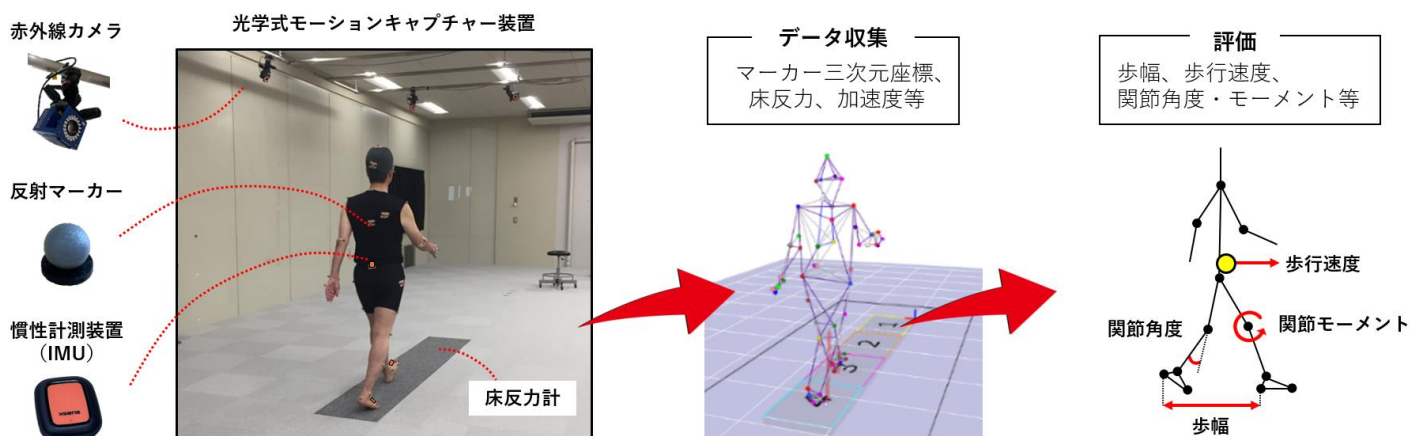 赤外線カメラ
光学式モーションキャプチャー装置
反射マーカー
慣性計測装置
（IMU）
xsens
床反力計
データ収集
マーカー三次元座標、
床反力、加速度等
1
2
3
評価
歩幅、歩行速度、
関節角度・モーメント等
歩行速度
関節角度
関節モーメント
歩幅